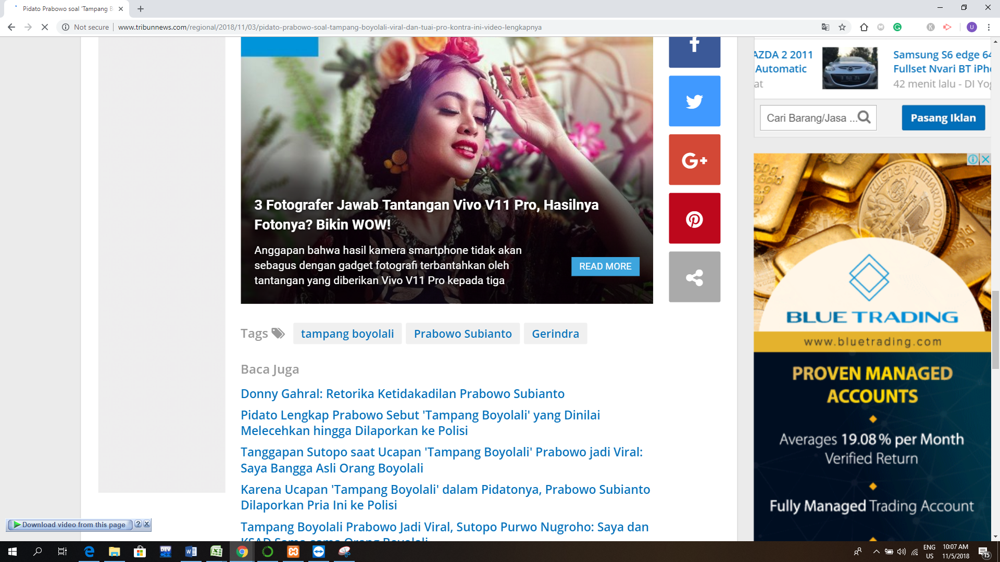 Pidato Prabowo soal 'Tampang B
Not secure
www.tribunnews.com/regional/2018/11/03/pidato-prabowo-soal-tampang-boyolali-viral-dan-tuai-pro-kontra-ini-video-lengkapnya
K
U
AZDA 2 2011
Automatic
at
Samsung S6 edge 64
Fullset Nvari BT iPho
42 menit lalu - DI Yog
Cari Barang/Jasa ...
Pasang Iklan
3 Fotografer Jawab Tantangan Vivo V11 Pro, Hasilnya
Fotonya? Bikin WOW!
Anggapan bahwa hasil kamera smartphone tidak akan
sebagus dengan gadget fotografi terbantahkan oleh
tantangan yang diberikan Vivo V11 Pro kepada tiga
READ MORE
f
G+
Tags
tampang boyolali
Prabowo Subianto
Gerindra
Baca Juga
Donny Gahral: Retorika Ketidakadilan Prabowo Subianto
Pidato Lengkap Prabowo Sebut 'Tampang Boyolali' yang Dinilai
Melecehkan hingga Dilaporkan ke Polisi
Tanggapan Sutopo saat Ucapan 'Tampang Boyolali' Prabowo jadi Viral:
Saya Bangga Asli Orang Boyolali
Karena Ucapan 'Tampang Boyolali' dalam Pidatonya, Prabowo Subianto
Dilaporkan Pria Ini ke Polisi
Tampang Boyolali Prabowo Jadi Viral, Sutopo Purwo Nugroho: Saya dan
KSAD Sama-sama Orang Boyolali
BLUE TRADING
www.bluetrading.com
PROVEN MANAGED
ACCOUNTS
Averages 19.08% per Month
Verified Return
Fully Managed Trading Account
Download video from this page
?
DEV
ENG
US
10:07 AM
11/5/2018
15